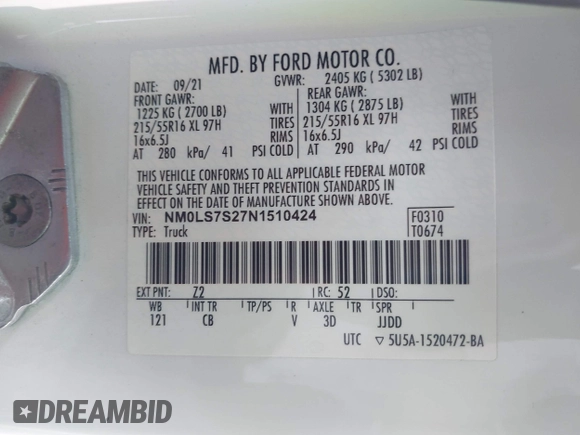 MFD. BY FORD MOTOR CO.
DATE: 09/21 GVWR: 2405 KG ( 5302 LB)
FRONT GAWR: REAR GAWR:
1225 KG ( 2700 LB) WITH 1304 KG ( 2875 LB) WITH
215/55R16 XL 97H TIRES 215/55R16 XL 97H TIRES
16x6.5J RIMS 16x6.5J RIMS
AT 280 kPa/ 41 PSI COLD AT 290 kPa/ 42 PSI COLD
THIS VEHICLE CONFORMS TO ALL APPLICABLE FEDERAL MOTOR
VEHICLE SAFETY AND THEFT PREVENTION STANDARDS IN
EFFECT ON THE DATE OF MANUFACTURE SHOWN ABOVE.
VIN: NM0LS7S27N1510424 F0310
TYPE: Truck T0674
EXT PNT: Z2 RC: 52 DSO:
WB INT TR TP/PS R AXLE TR SPR
121 CB V 3D JJDD
UTC ▽ 5U5A-1520472-BA
DREAMBID